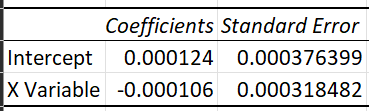 Coefficients Standard Error
Intercept 0.000124 0.000376399
X Variable -0.000106 0.000318482